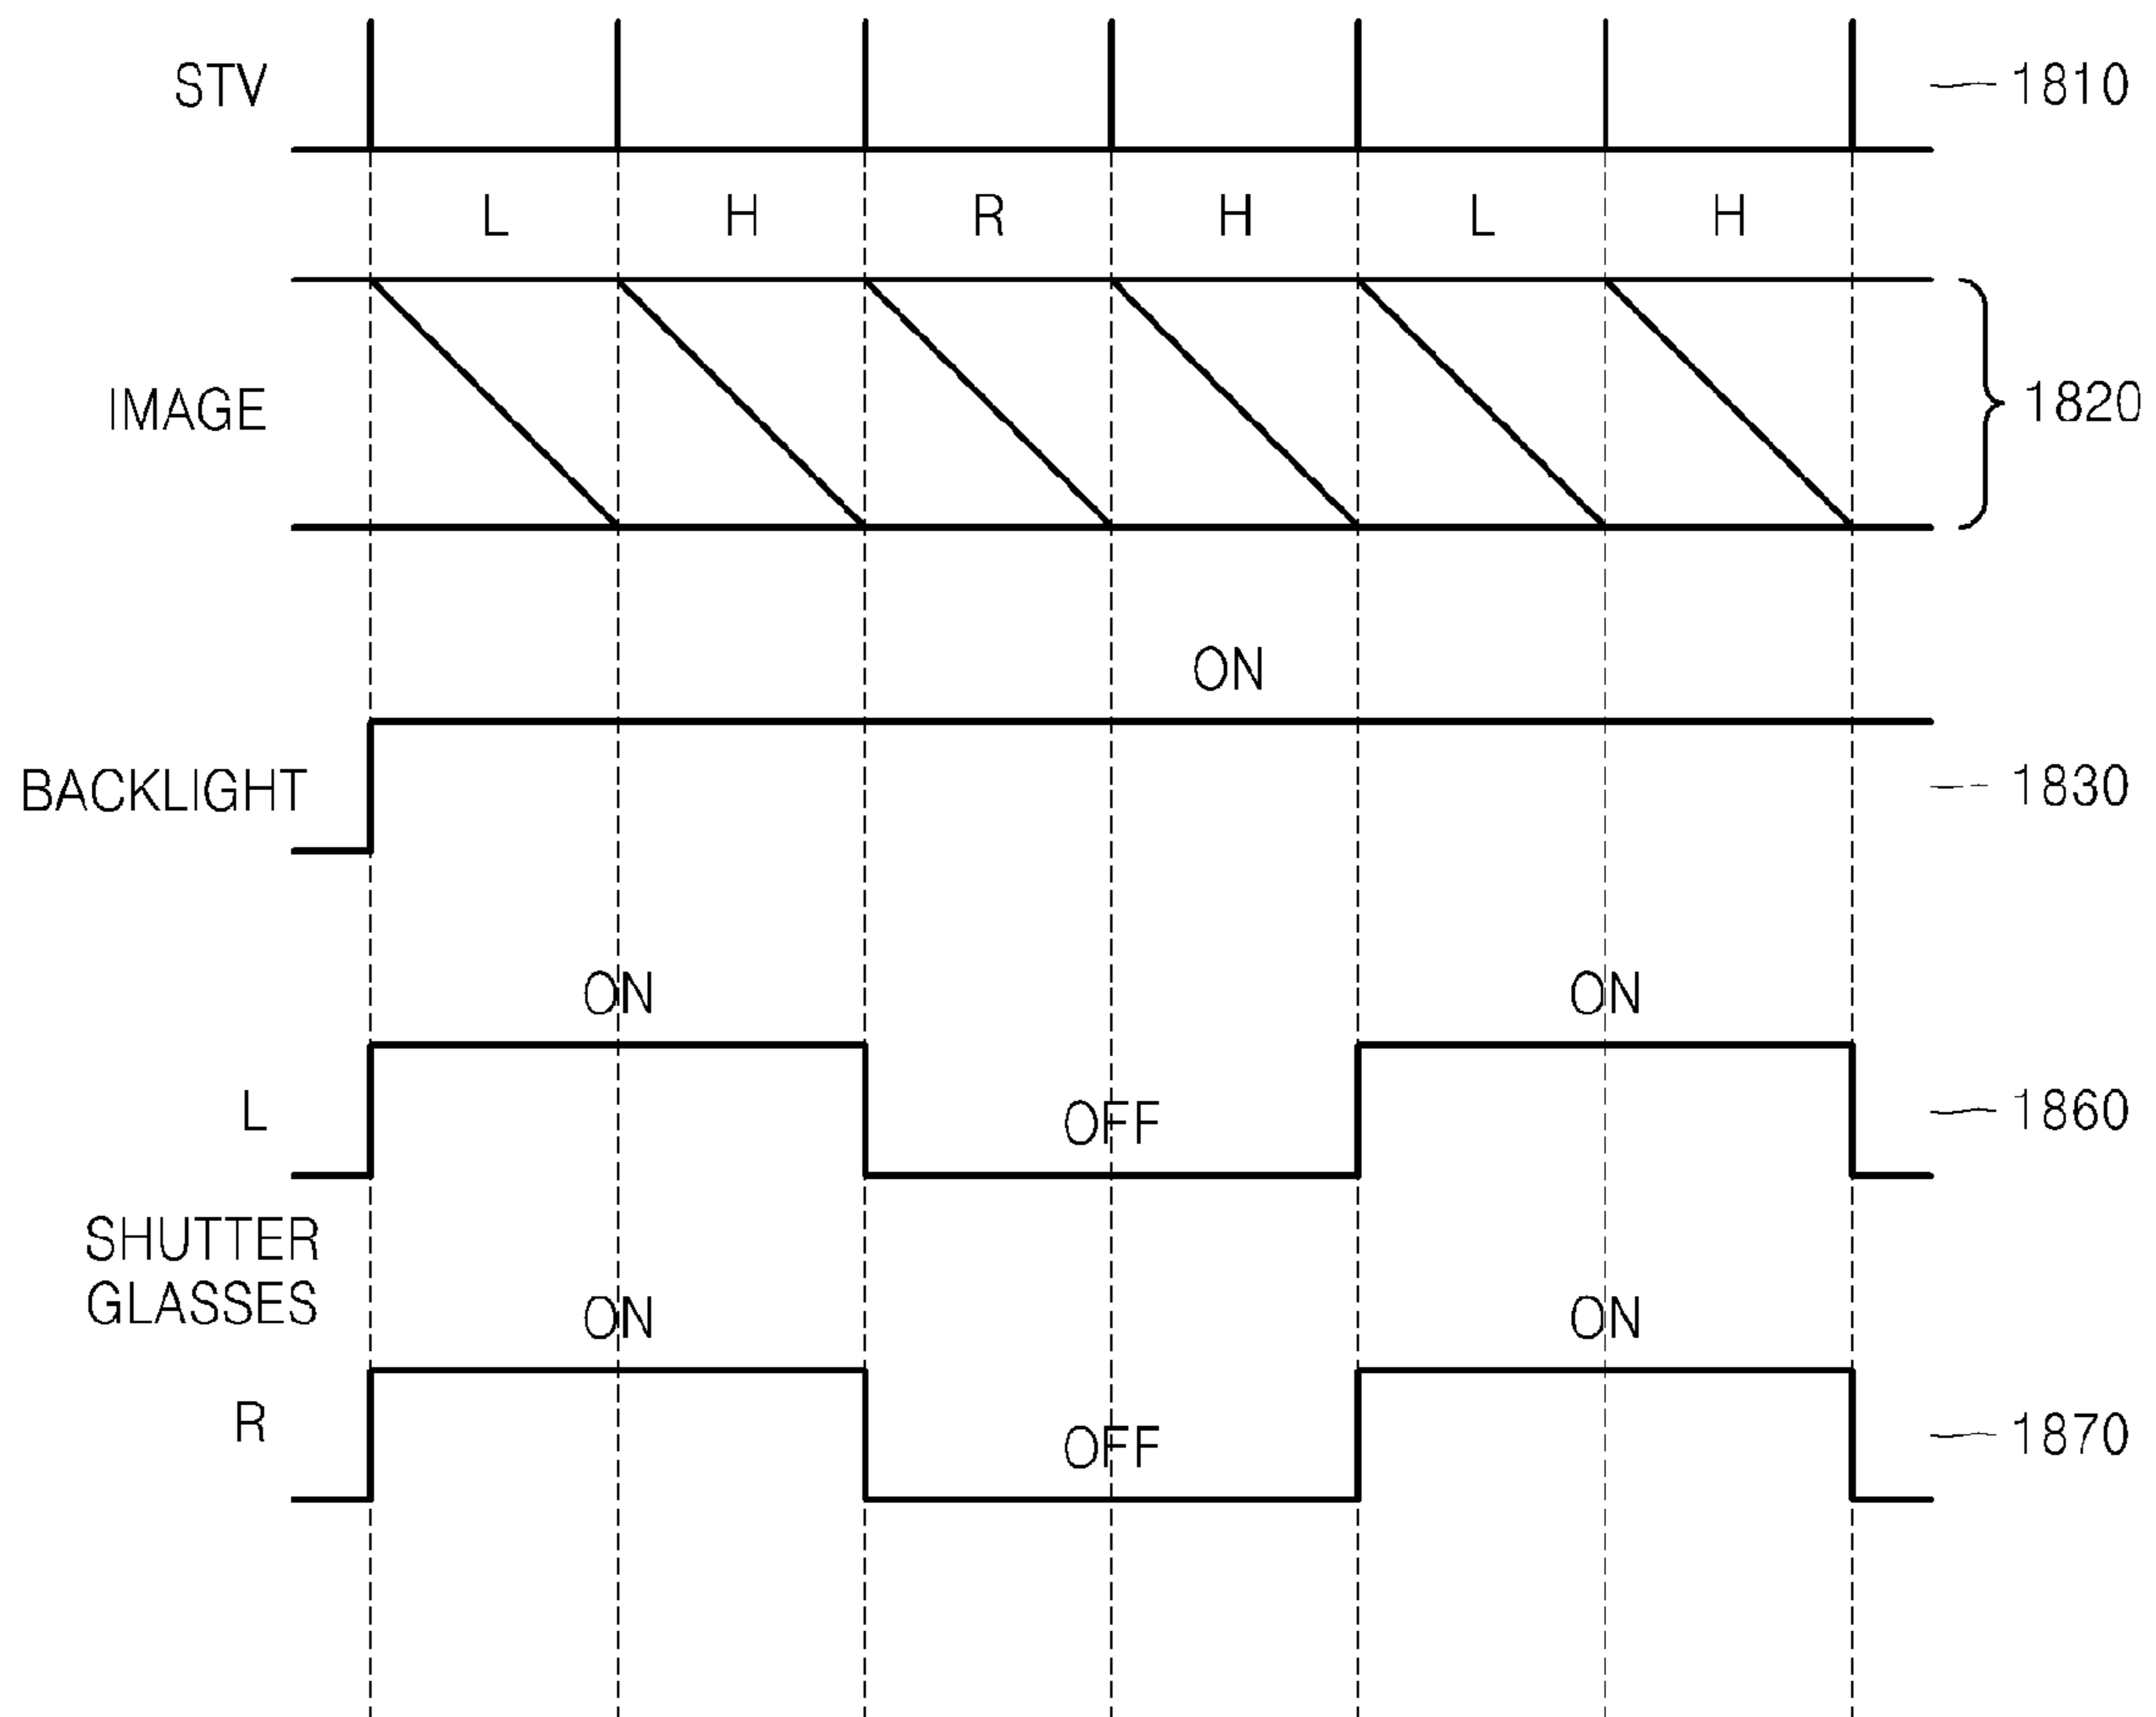 STV
1810
L H R H L H
IMAGE
1820
ON
BACKLIGHT
1830
ON ON
L
OFF
1860
SHUTTER
GLASSES
ON ON
R
OFF
1870